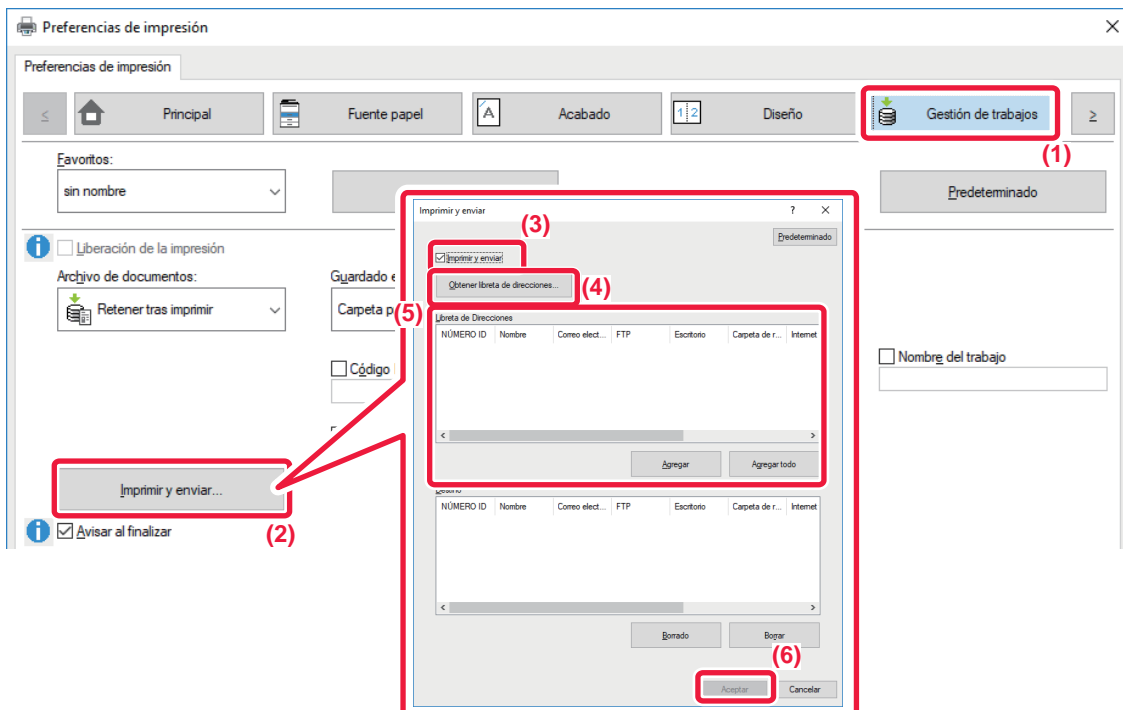 Preferencias de impresión
Preferencias de impresión
≤ Principal Fuente papel A Acabado 1 2 Diseño Gestión de trabajos ≥
(1)
Favoritos:
sin nombre
Predeterminado
Liberación de la impresión
Archivo de documentos:
Guardado e
Retener tras imprimir
Carpeta p
Código
Nombre del trabajo
Imprimir y enviar...
(2)
Avisar al finalizar
Imprimir y enviar ? ×
(3)
Predeterminado
Imprimir y enviar
Obtener libreta de direcciones...
(4)
(5)
Libreta de Direcciones
NÚMERO ID Nombre Correo elect... FTP Escritorio Carpeta de r... Internet
< >
Agregar Agregar todo
Destino
NÚMERO ID Nombre Correo elect... FTP Escritorio Carpeta de r... Internet
< >
Borrado Borrar
(6)
Aceptar Cancelar